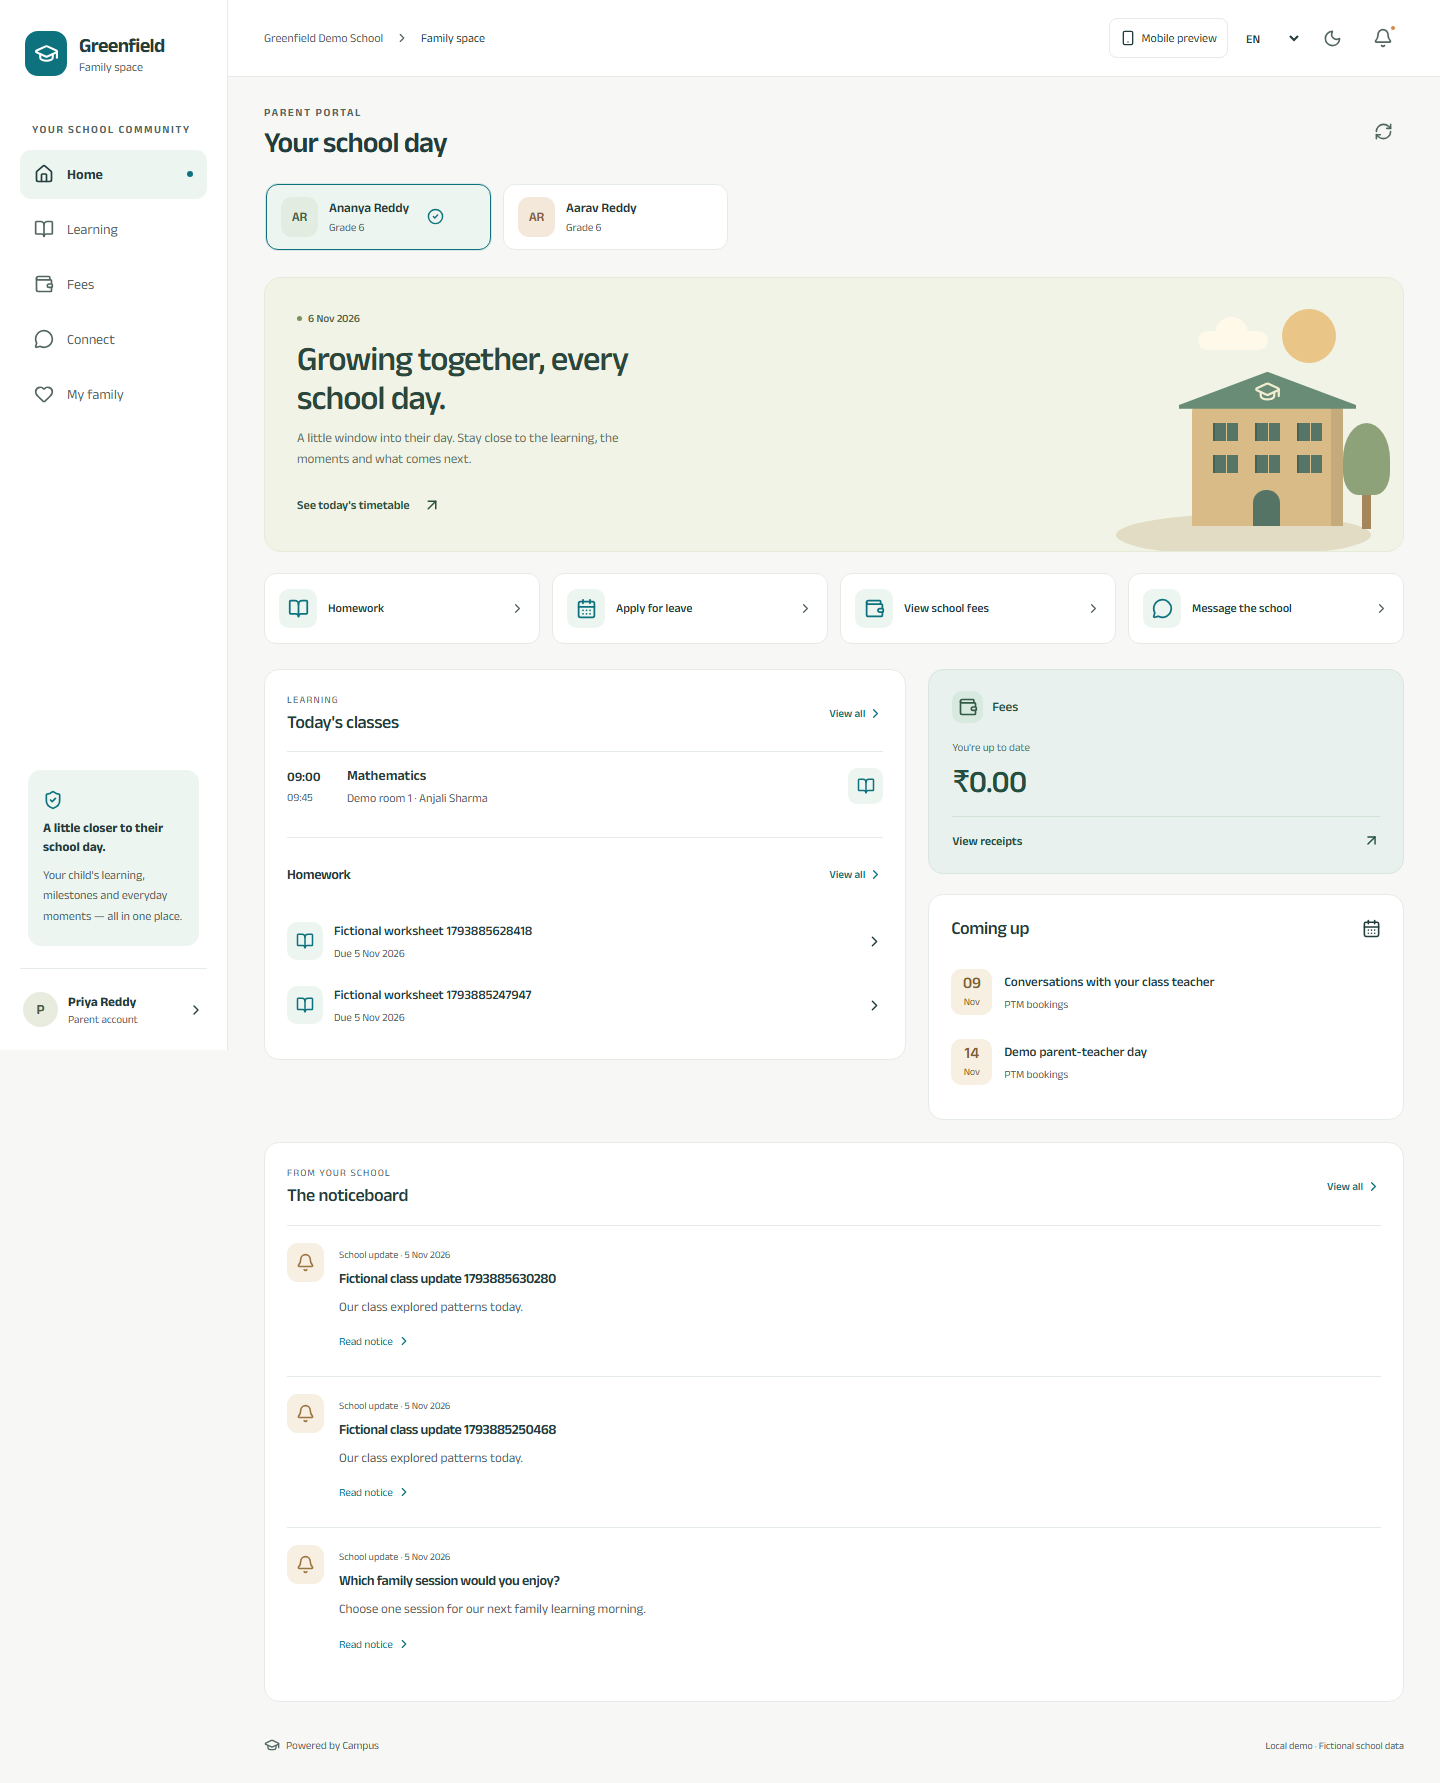 Greenfield
Family space
YOUR SCHOOL COMMUNITY
Home
Learning
Fees
Connect
My family
A little closer to their
school day.
Your child's learning,
milestones and everyday
moments — all in one place.
P
Priya Reddy
Parent account
Greenfield Demo School
Family space
Mobile preview
EN
PARENT PORTAL
Your school day
AR
Ananya Reddy
Grade 6
AR
Aarav Reddy
Grade 6
6 Nov 2026
Growing together, every
school day.
A little window into their day. Stay close to the learning, the
moments and what comes next.
See today's timetable
Homework
Apply for leave
View school fees
Message the school
LEARNING
Today's classes
View all
09:00
09:45
Mathematics
Demo room 1 · Anjali Sharma
Homework
View all
Fictional worksheet 1793885628418
Due 5 Nov 2026
Fictional worksheet 1793885247947
Due 5 Nov 2026
Fees
You're up to date
₹0.00
View receipts
Coming up
09
Nov
Conversations with your class teacher
PTM bookings
14
Nov
Demo parent-teacher day
PTM bookings
FROM YOUR SCHOOL
The noticeboard
View all
School update · 5 Nov 2026
Fictional class update 1793885630280
Our class explored patterns today.
Read notice
School update · 5 Nov 2026
Fictional class update 1793885250468
Our class explored patterns today.
Read notice
School update · 5 Nov 2026
Which family session would you enjoy?
Choose one session for our next family learning morning.
Read notice
Powered by Campus
Local demo · Fictional school data